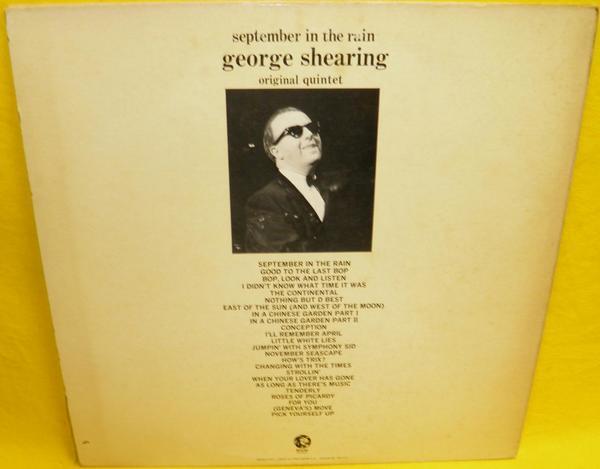 september in the rain
george shearing
original quintet
SEPTEMBER IN THE RAIN
GOOD TO THE LAST BOP
BOP, LOOK AND LISTEN
I DIDN'T KNOW WHAT TIME IT WAS
THE CONTINENTAL
NOTHING BUT D BEST
EAST OF THE SUN (AND WEST OF THE MOON)
IN A CHINESE GARDEN PART I
IN A CHINESE GARDEN PART II
CONCEPTION
I'LL REMEMBER APRIL
LITTLE WHITE LIES
JUMPIN' WITH SYMPHONY SID
NOVEMBER SEASCAPE
HOW'S TRIX?
CHANGING WITH THE TIMES
STROLLIN'
WHEN YOUR LOVER HAS GONE
AS LONG AS THERE'S MUSIC
TENDERLY
ROSES OF PICARDY
FOR YOU
(GENEVA'S) MOVE
PICK YOURSELF UP